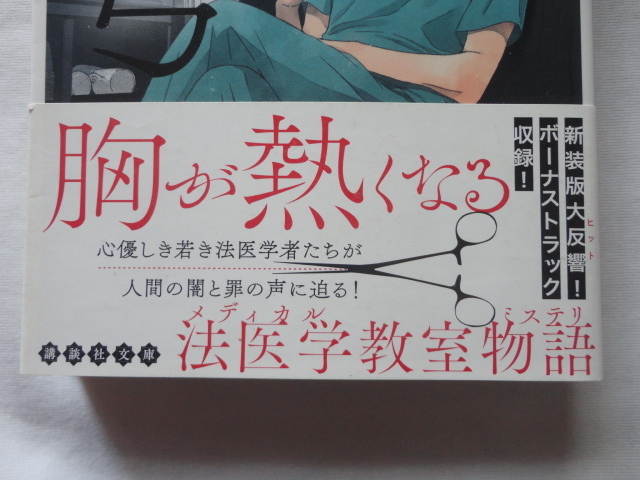 新装版大反響！
ヒット
ボーナストラック
収録！
胸が熱くなる
心優しき若き法医学者たちが
人間の闇と罪の声に迫る！
メディカル ミステリ
法医学教室物語
講談社文庫